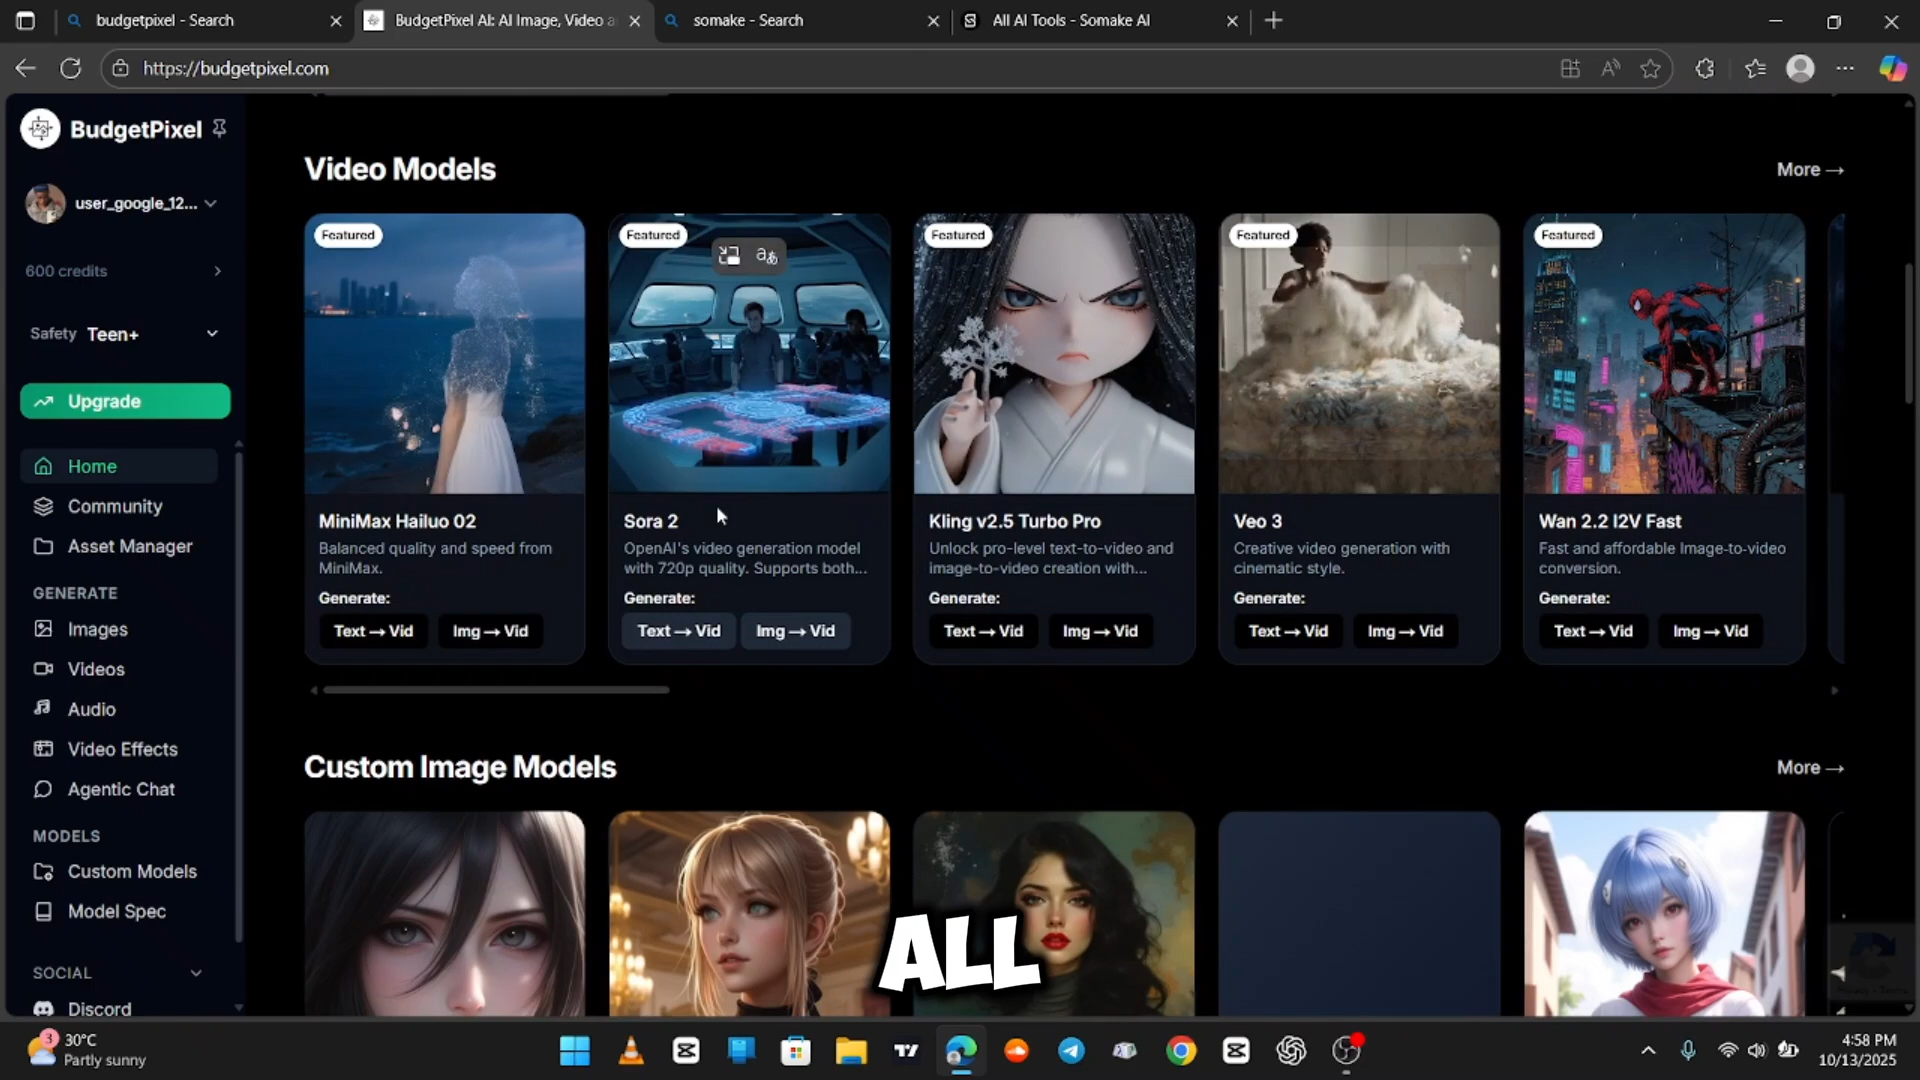 budgetpixel - Search
BudgetPixel AI: AI Image, Video a
somake - Search
All AI Tools - Somake AI
https://budgetpixel.com
BudgetPixel
user_google_12...
600 credits
Safety Teen+
Upgrade
Home
Community
Asset Manager
GENERATE
Images
Videos
Audio
Video Effects
Agentic Chat
MODELS
Custom Models
Model Spec
SOCIAL
Discord
Video Models
More →
Featured
Featured
Featured
Featured
Featured
MiniMax Hailuo 02
Balanced quality and speed from
MiniMax.
Generate:
Text → Vid
Img → Vid
Sora 2
OpenAI's video generation model
with 720p quality. Supports both...
Generate:
Text → Vid
Img → Vid
Kling v2.5 Turbo Pro
Unlock pro-level text-to-video and
image-to-video creation with...
Generate:
Text → Vid
Img → Vid
Veo 3
Creative video generation with
cinematic style.
Generate:
Text → Vid
Img → Vid
Wan 2.2 I2V Fast
Fast and affordable Image-to-video
conversion.
Generate:
Text → Vid
Img → Vid
Custom Image Models
More →
ALL
3
30°C
Partly sunny
4:58 PM
10/13/2025